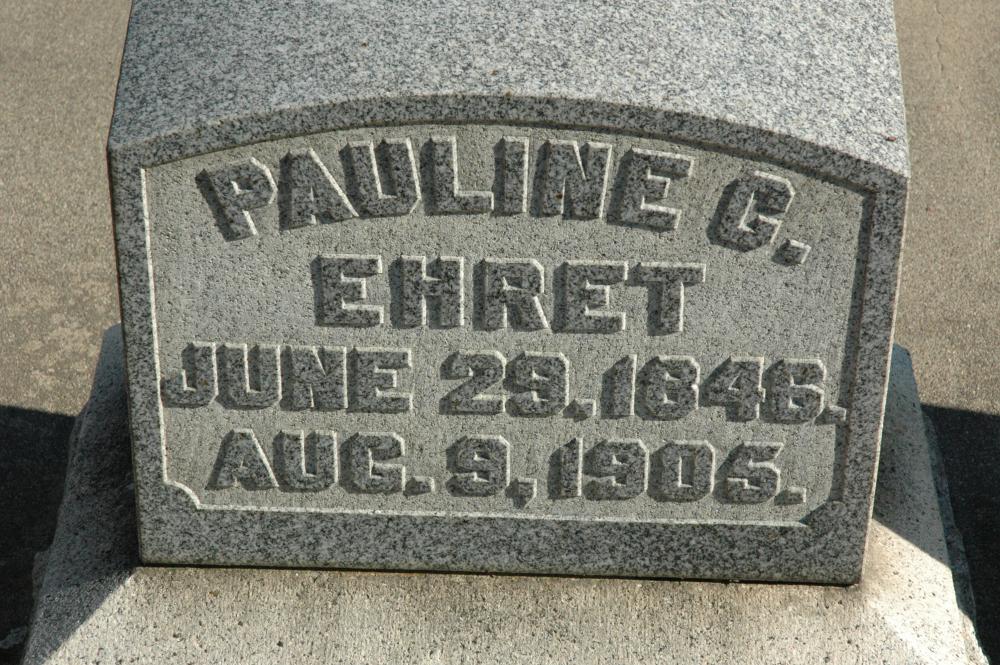 PAULINE G.
EHRET
JUNE 29.1846.
AUG. 9, 1905.